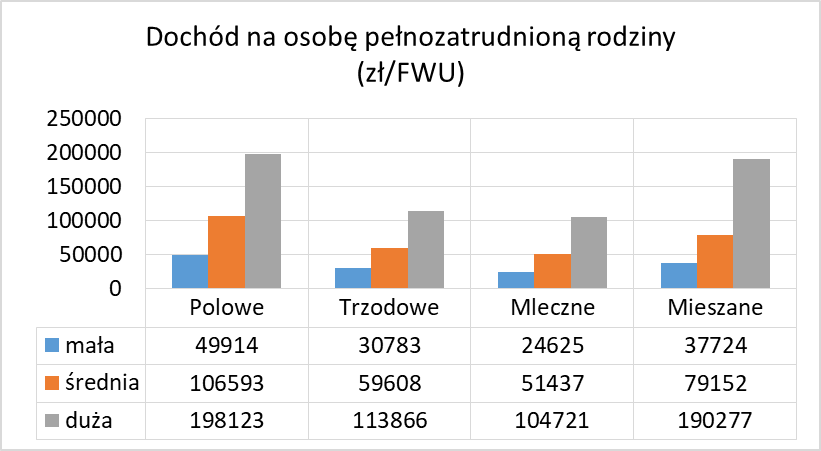 Dochód na osobę pełnozatrudnioną rodziny
(zł/FWU)
250000
200000
150000
100000
50000
0
Polowe Trzodowe Mleczne Mieszane
mała 49914 30783 24625 37724
średnia 106593 59608 51437 79152
duża 198123 113866 104721 190277